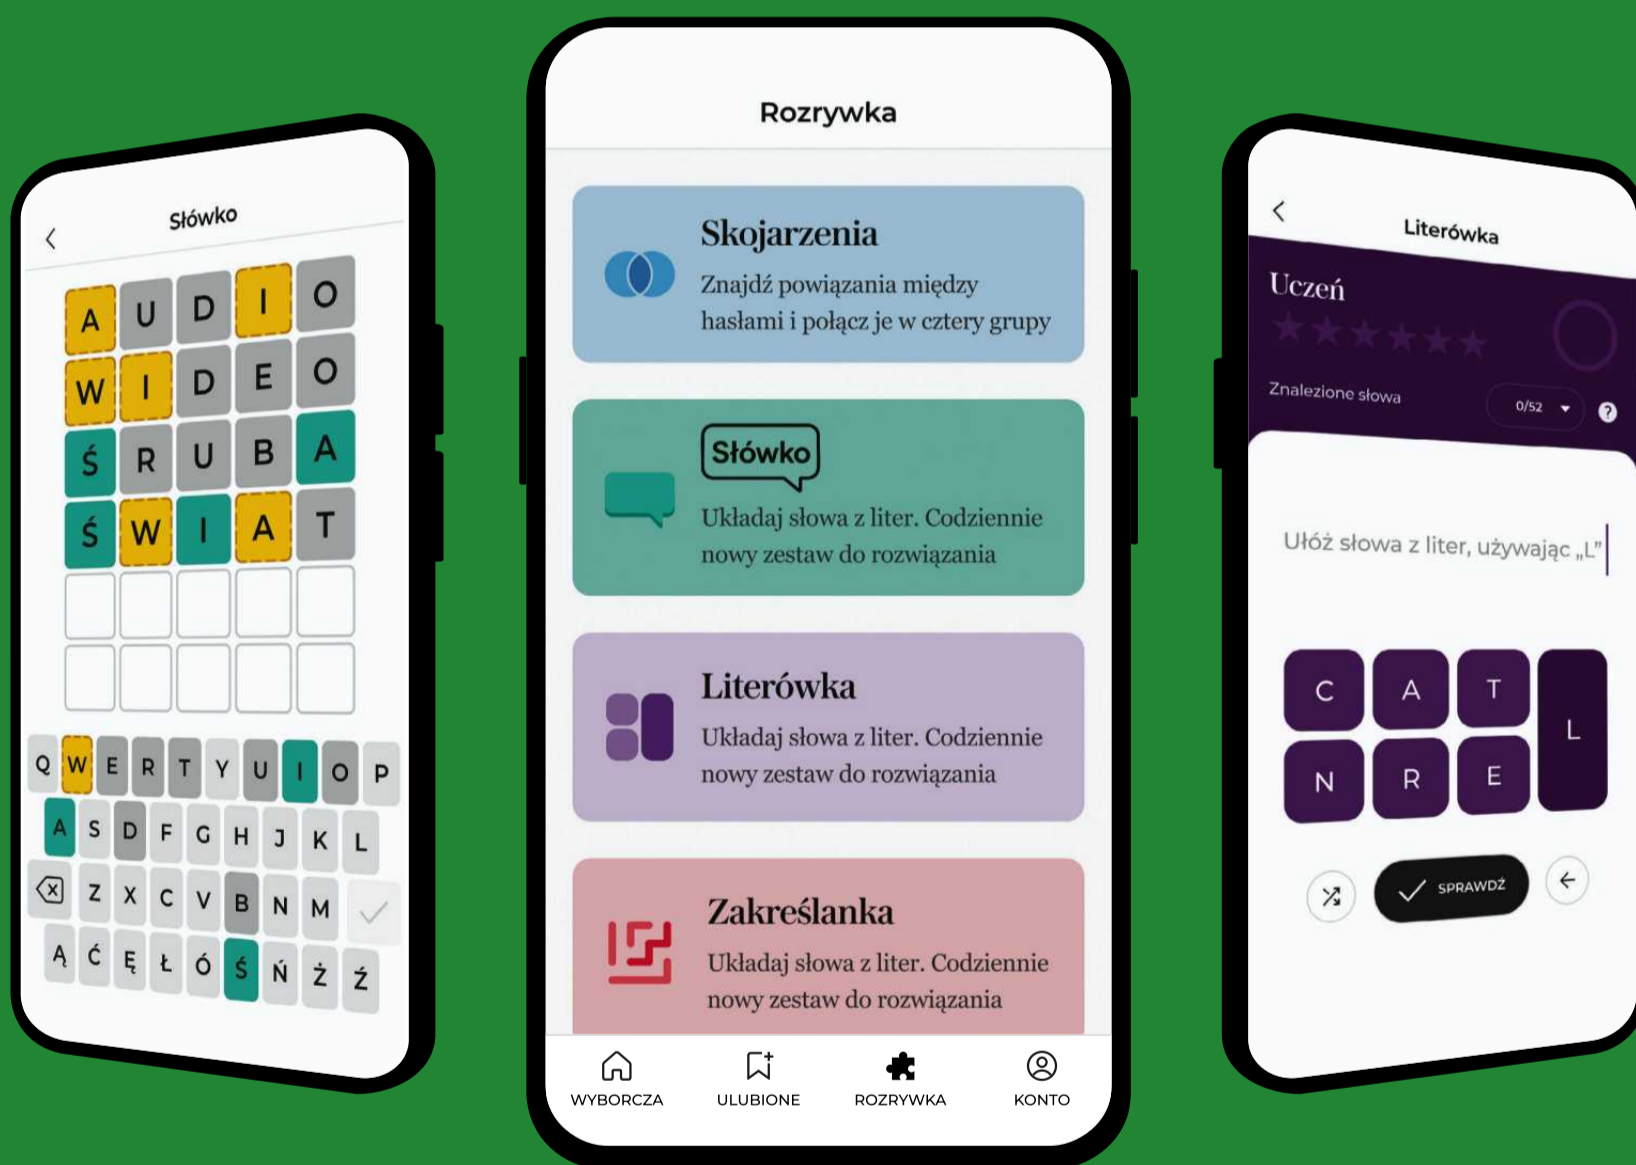 Słówko
A U D I O
W I D E O
Ś R U B A
Ś W I A T
Q W E R T Y U I O P
A S D F G H J K L
Z X C V B N M
Ą Ć Ę Ł Ó Ś Ń Ż Ź
Rozrywka
Skojarzenia
Znajdź powiązania między
hasłami i połącz je w cztery grupy
Słówko
Układaj słowa z liter. Codziennie
nowy zestaw do rozwiązania
Literówka
Układaj słowa z liter. Codziennie
nowy zestaw do rozwiązania
Zakreślanka
Układaj słowa z liter. Codziennie
nowy zestaw do rozwiązania
WYBORCZA ULUBIONE ROZRYWKA KONTO
Literówka
Uczeń
Znalezione słowa 0/52 ?
Ułóż słowa z liter, używając „L”
C A T L
N R E
SPRAWDŹ